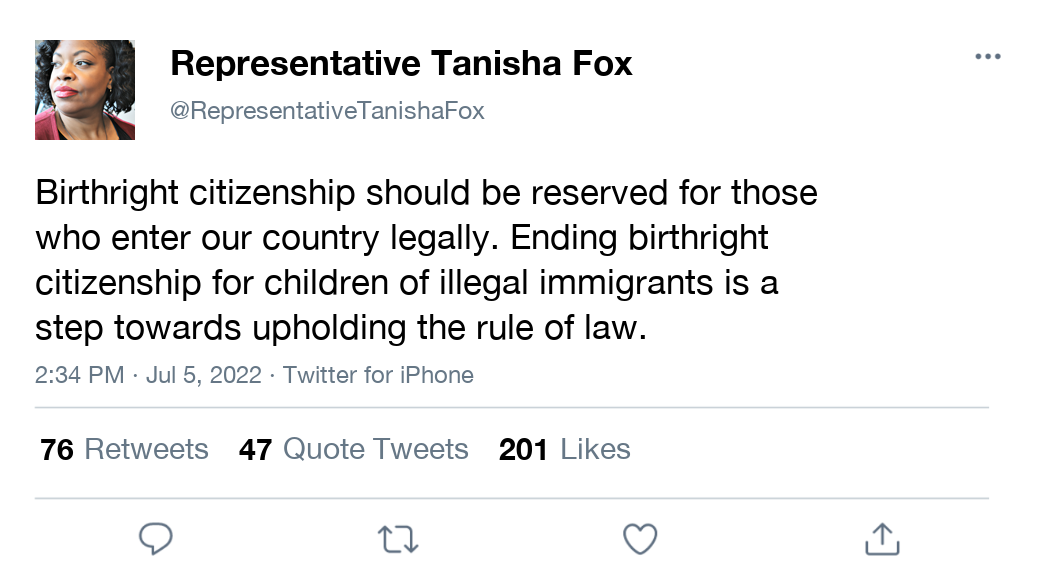 Representative Tanisha Fox
@RepresentativeTanishaFox
Birthright citizenship should be reserved for those
who enter our country legally. Ending birthright
citizenship for children of illegal immigrants is a
step towards upholding the rule of law.
2:34 PM · Jul 5, 2022 · Twitter for iPhone
76 Retweets 47 Quote Tweets 201 Likes